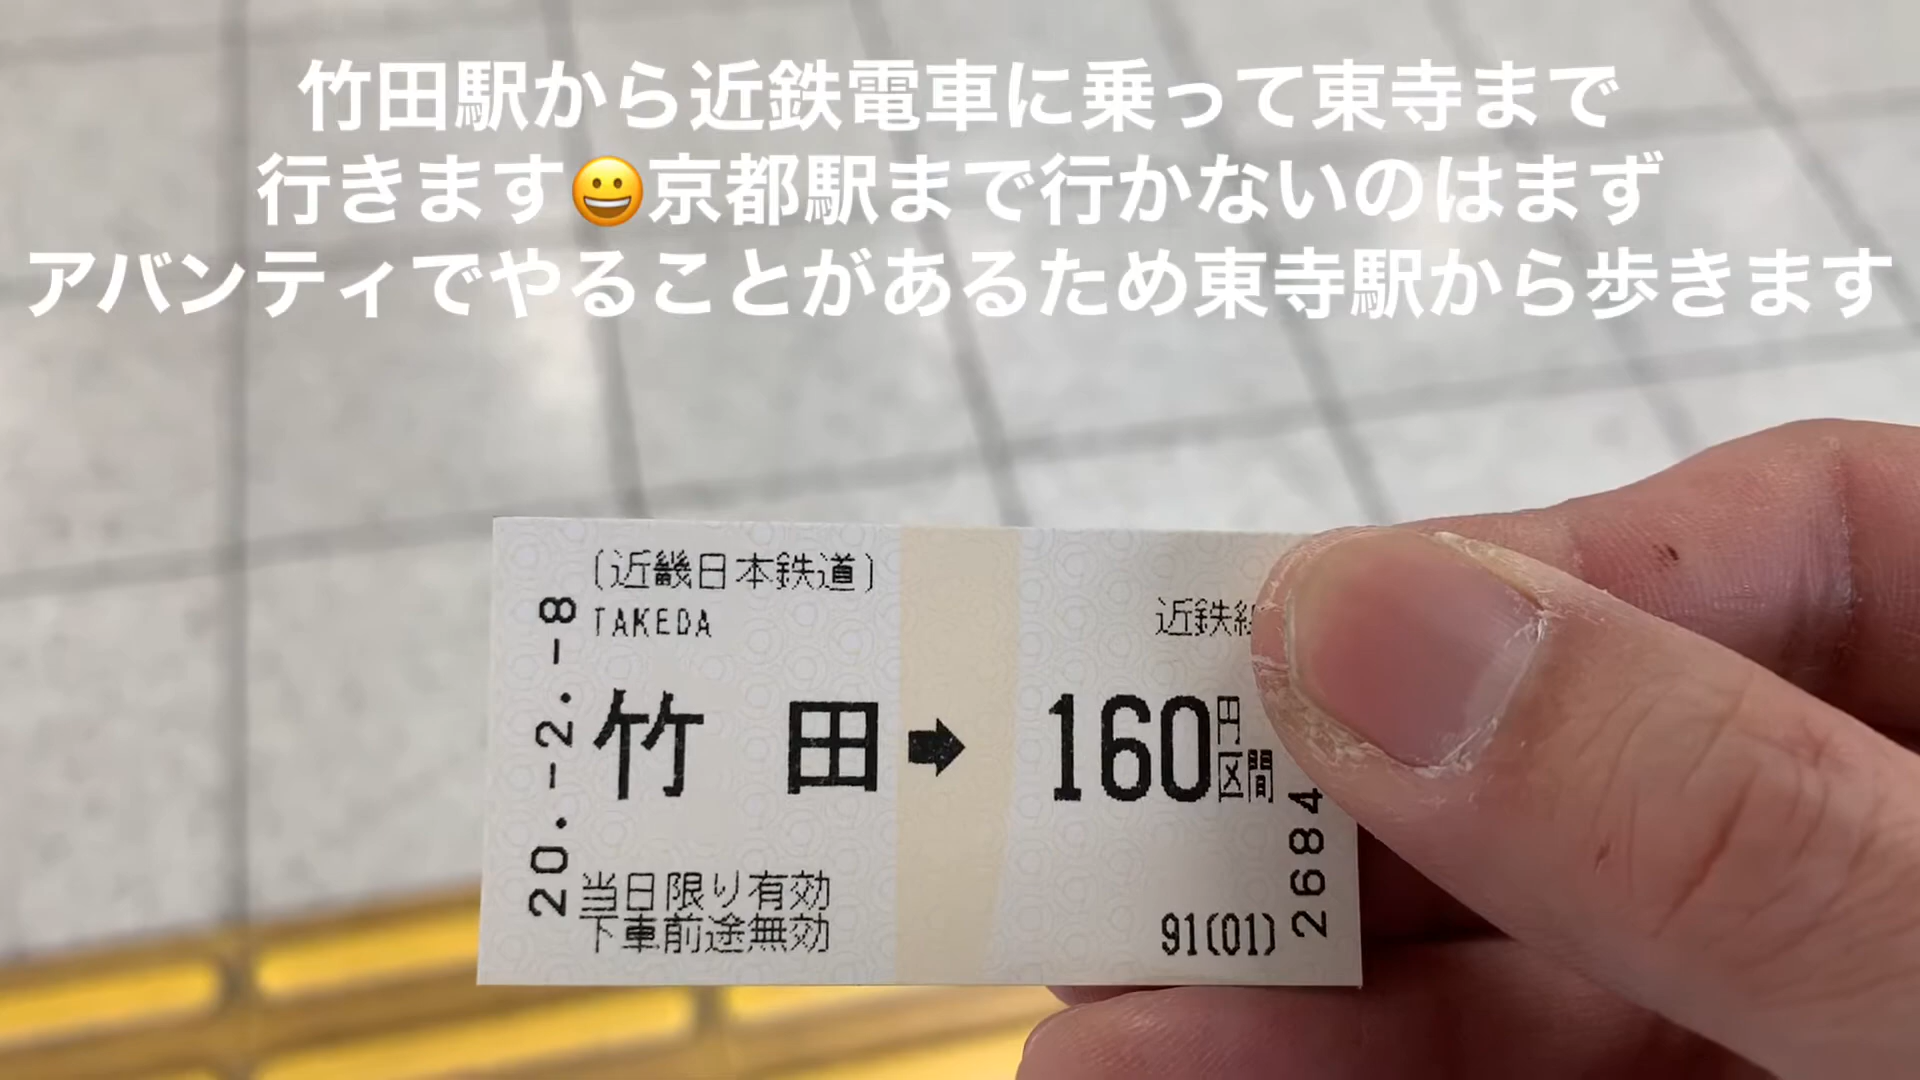 竹田駅から近鉄電車に乗って東寺まで
行きます😀京都駅まで行かないのはまず
アバンティでやることがあるため東寺駅から歩きます
(近畿日本鉄道)
TAKEDA
近鉄
竹田➡160円区間
当日限り有効
下車前途無効
20.-2.-8
91(01)
2684